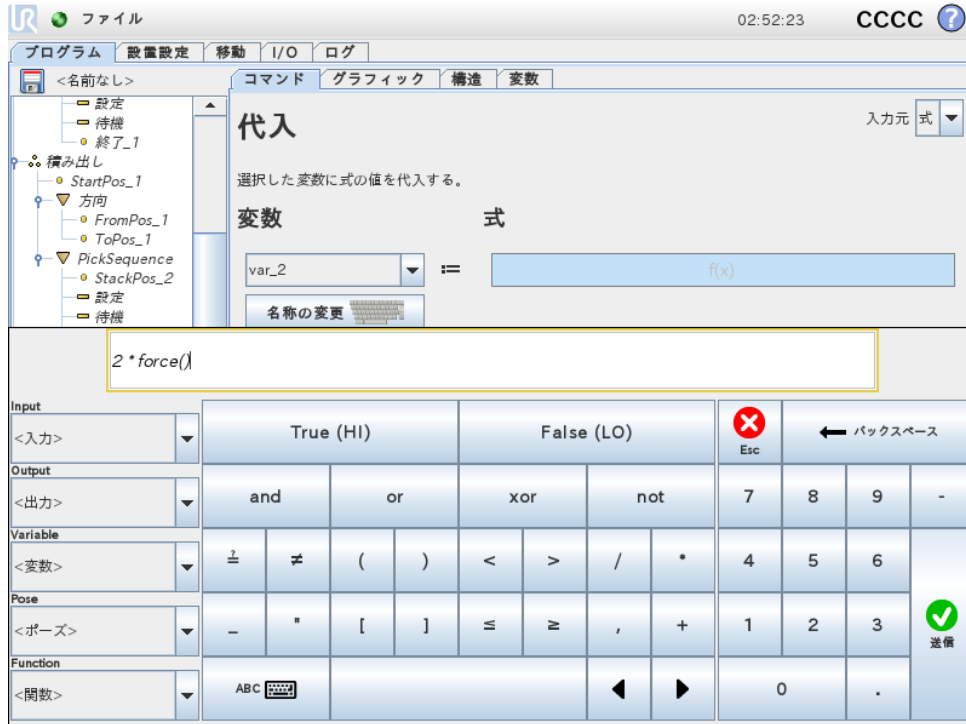 UR ファイル 02:52:23 CCCC ?
プログラム 設置設定 移動 I/O ログ
<名前なし> コマンド グラフィック 構造 変数
設定
待機
終了_1
積み出し
StartPos_1
方向
FromPos_1
ToPos_1
PickSequence
StackPos_2
設定
待機
代入 入力元 式
選択した変数に式の値を代入する。
変数 式
var_2 := f(x)
名称の変更
2 * force()
Input
<入力> True (HI) False (LO) Esc バックスペース
Output
<出力> and or xor not 7 8 9 -
Variable
<変数> ≟ ≠ ( ) < > / * 4 5 6
Pose
<ポーズ> _ " [ ] ≤ ≥ , + 1 2 3 送信
Function
<関数> ABC 0 .